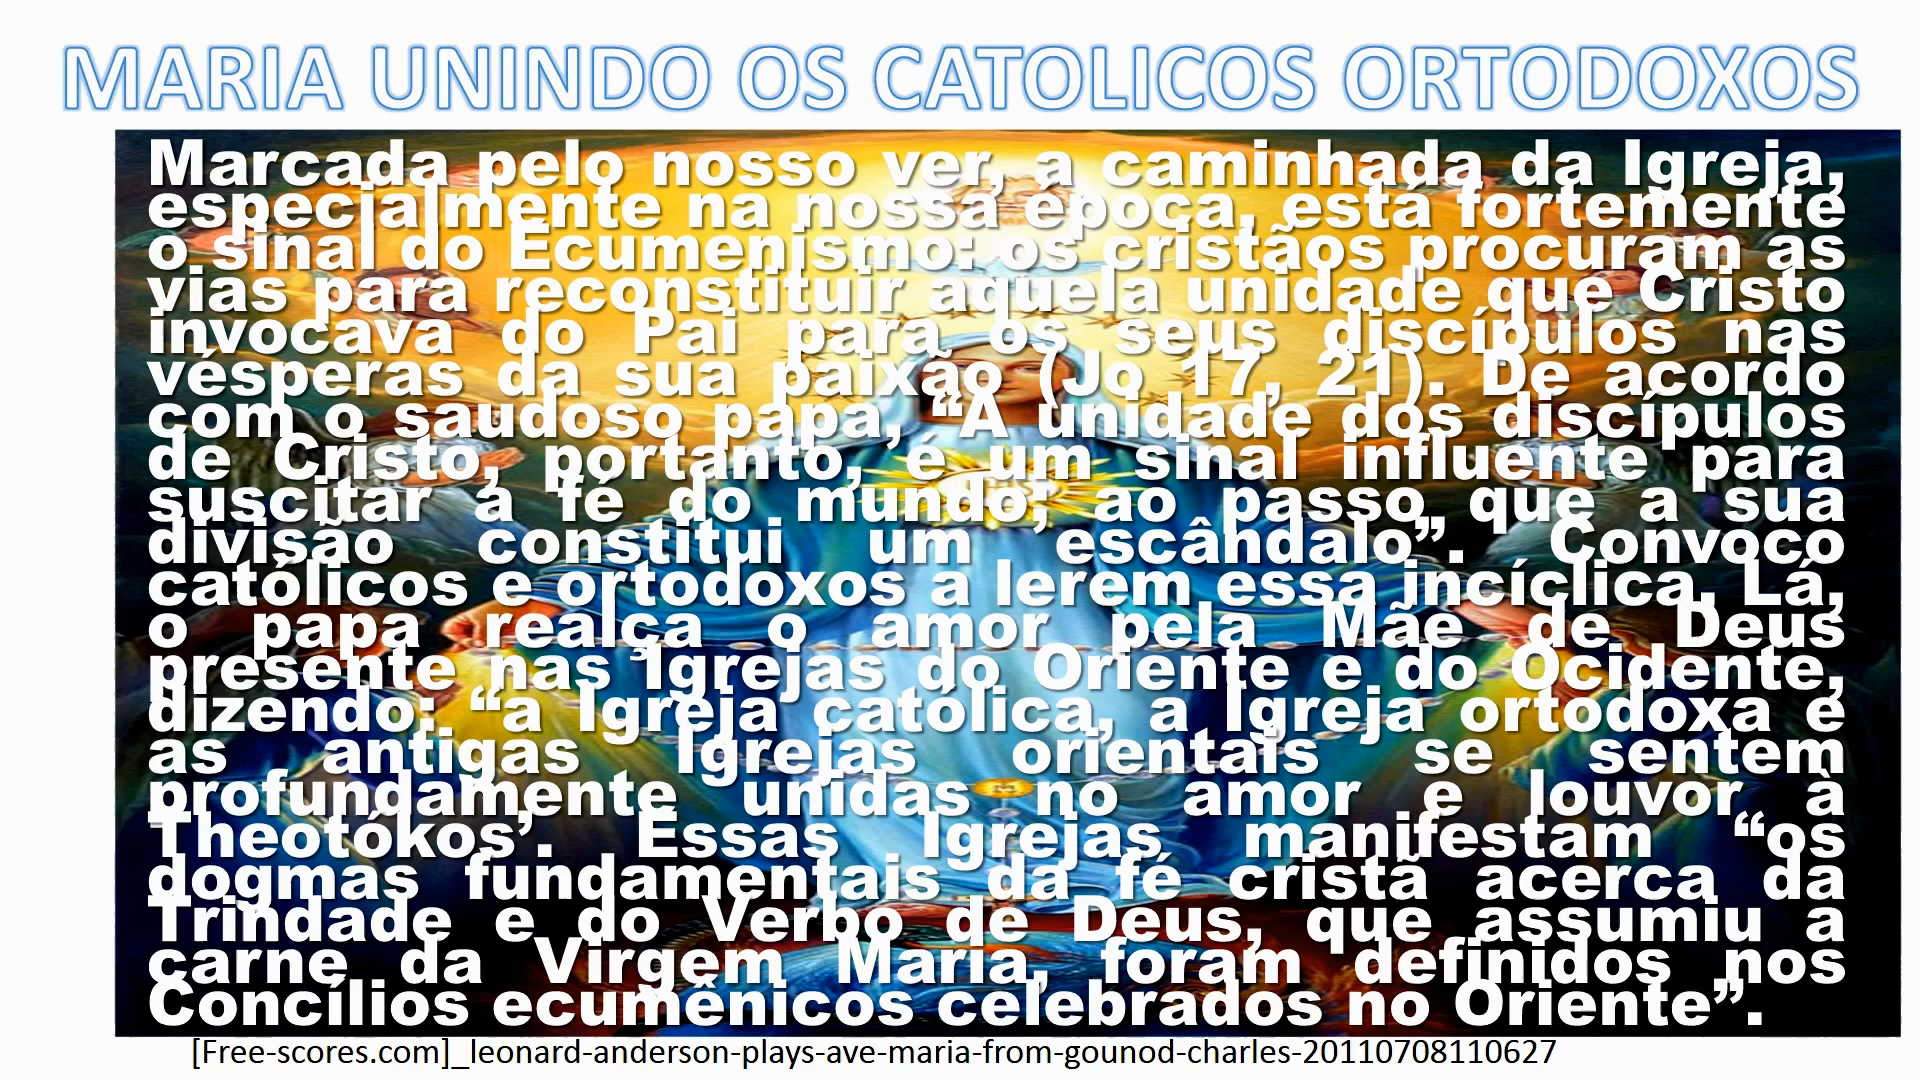 MARIA UNINDO OS CATOLICOS ORTODOXOS
Marcada pelo nosso ver, a caminhada da Igreja,
especialmente na nossa época, está fortemente
o sinal do Ecumenismo: os cristãos procuram as
vias para reconstituir aquela unidade que Cristo
invocava do Pai para os seus discípulos nas
vésperas da sua paixão (Jo 17, 21). De acordo
com o saudoso papa, “A unidade dos discípulos
de Cristo, portanto, é um sinal influente para
suscitar a fé do mundo; ao passo que a sua
divisão constitui um escândalo”. Convoco
católicos e ortodoxos a lerem essa incíclica. Lá,
o papa realça o amor pela Mãe de Deus
presente nas Igrejas do Oriente e do Ocidente,
dizendo: “a Igreja católica, a Igreja ortodoxa e
as antigas Igrejas orientais se sentem
profundamente unidas no amor e louvor à
Theotókos’. Essas Igrejas manifestam “os
dogmas fundamentais da fé cristã acerca da
Trindade e do Verbo de Deus, que assumiu a
carne da Virgem Maria, foram definidos nos
Concílios ecumênicos celebrados no Oriente”.
[Free-scores.com]_leonard-anderson-plays-ave-maria-from-gounod-charles-20110708110627